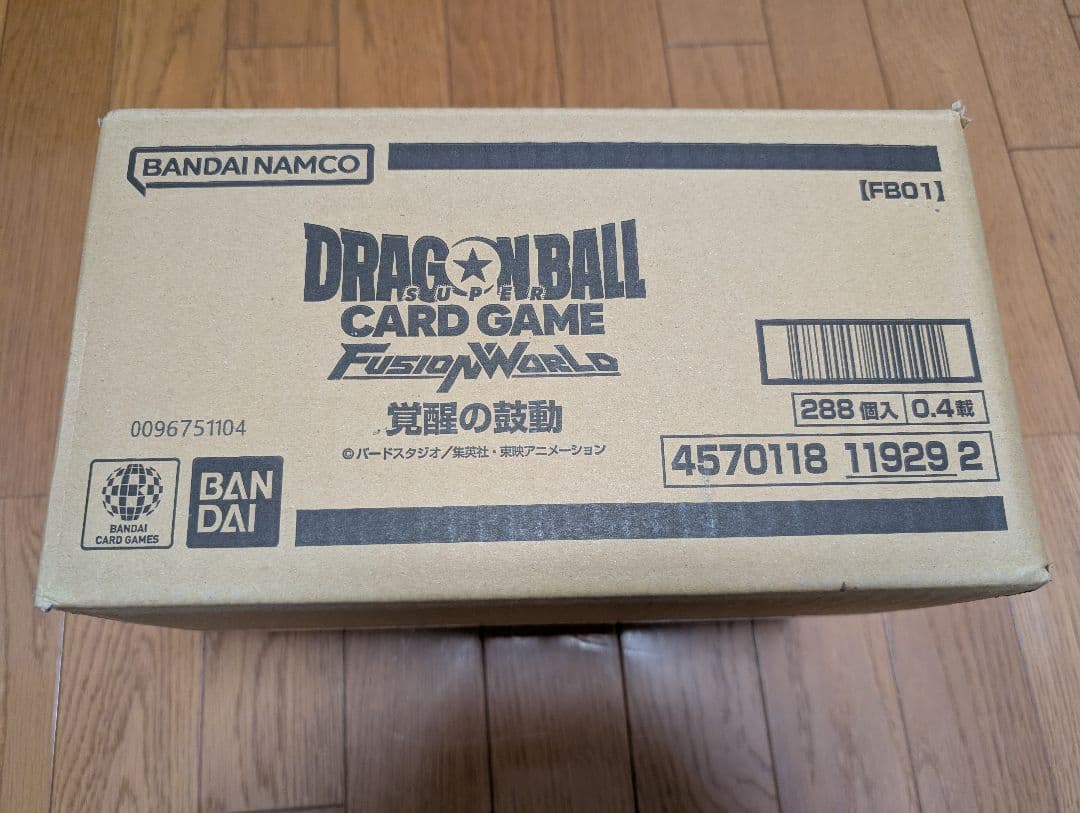 BANDAI NAMCO
【FB01】
DRAGON BALL
SUPER
CARD GAME
FUSION WORLD
覚醒の鼓動
©バードスタジオ/集英社・東映アニメーション
288個入 0.4載
4570118 11929 2
0096751104
BANDAI
CARD GAMES
BAN
DAI